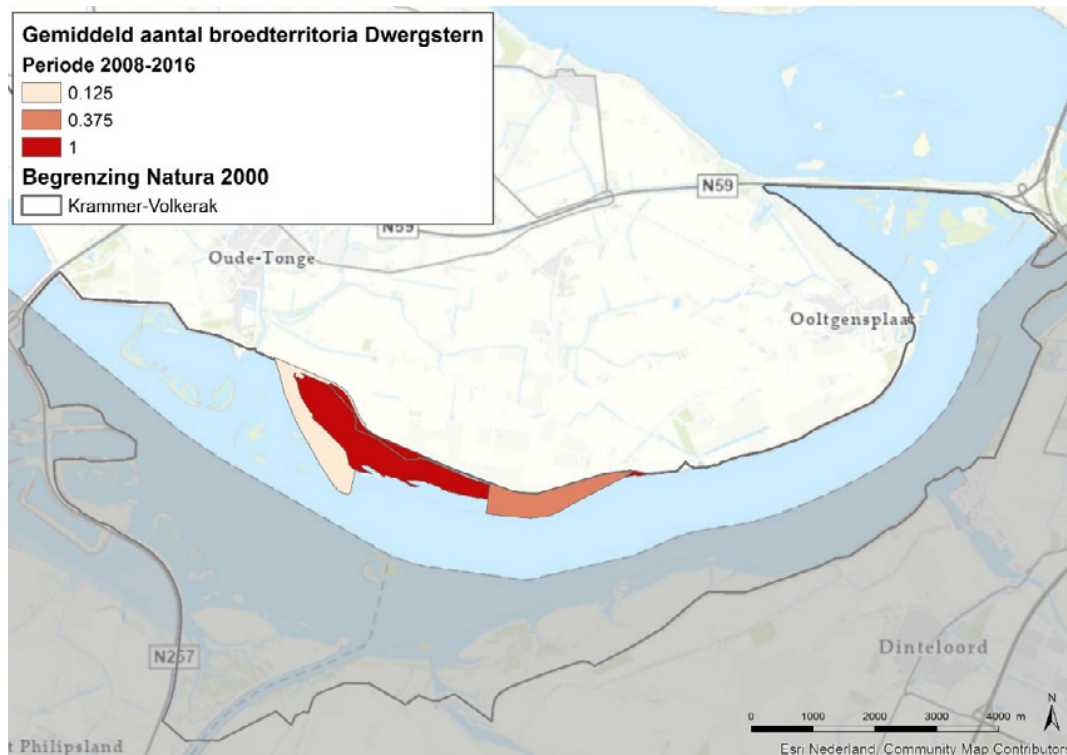 Gemiddeld aantal broedterritoria Dwergstern
Periode 2008-2016
0.125
0.375
1
Begrenzing Natura 2000
Krammer-Volkerak
N59
N59
Oude-Tonge
Ooltgensplaat
N257
Dinteloord
t Philipsland
N
0 1000 2000 3000 4000 m
Esri Nederland, Community Map Contributors